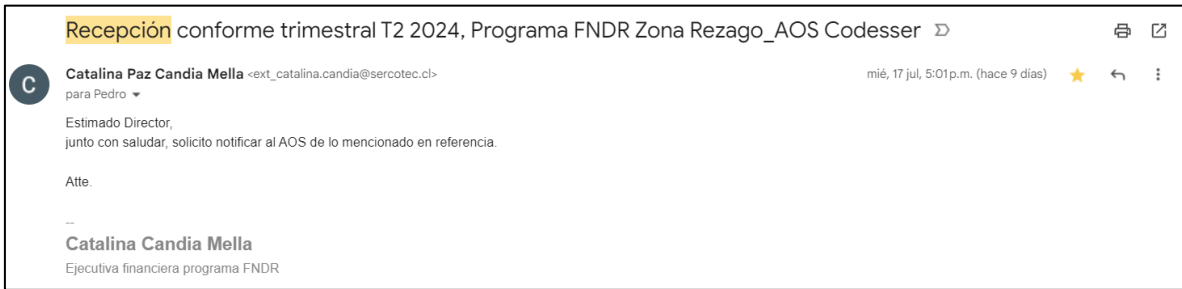 Recepción conforme trimestral T2 2024, Programa FNDR Zona Rezago_AOS Codesser
C
Catalina Paz Candia Mella <ext_catalina.candia@sercotec.cl>
mié, 17 jul, 5:01 p.m. (hace 9 días)
para Pedro
Estimado Director,
junto con saludar, solicito notificar al AOS de lo mencionado en referencia.
Atte.
--
Catalina Candia Mella
Ejecutiva financiera programa FNDR